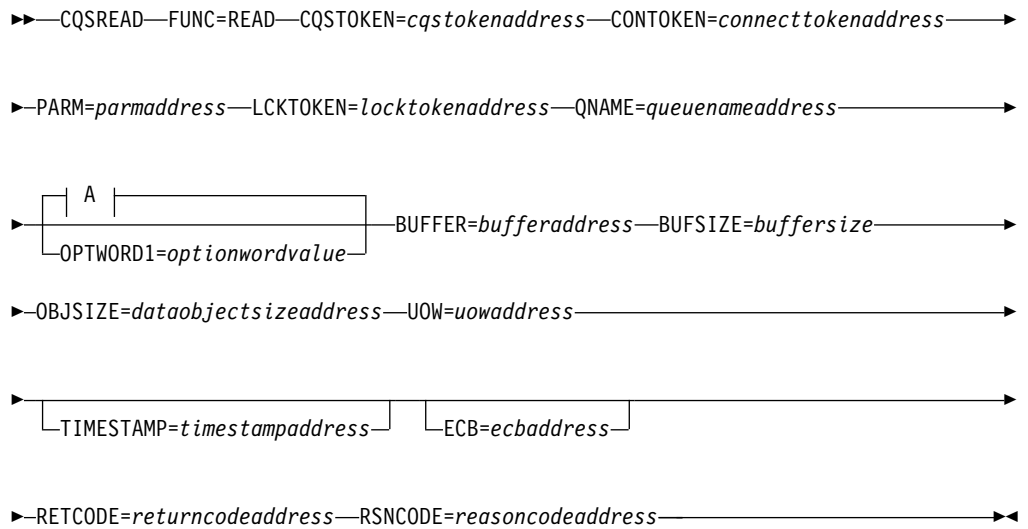 CQSREAD FUNC=READ CQSTOKEN=cqstokenaddress CONTOKEN=connecttokenaddress
PARM=parmaddress LCKTOKEN=locktokenaddress QNAME=queuenameaddress
A
BUFFER=bufferaddress BUFSIZE=buffersize
OPTWORD1=optionwordvalue
OBJSIZE=dataobjectsizeaddress UOW=uowaddress
TIMESTAMP=timestampaddress ECB=ecbaddress
RETCODE=returncodeaddress RSNCODE=reasoncodeaddress